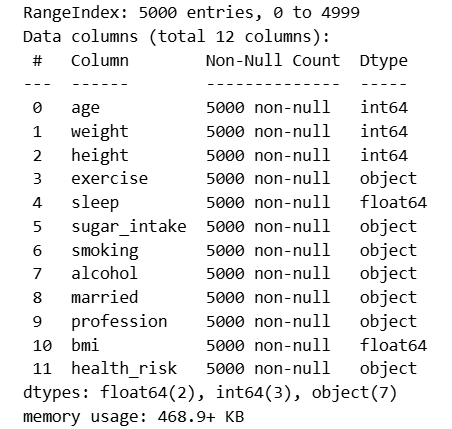 RangeIndex: 5000 entries, 0 to 4999
Data columns (total 12 columns):
 #   Column        Non-Null Count  Dtype
---  ------        --------------  -----
 0   age           5000 non-null   int64
 1   weight        5000 non-null   int64
 2   height        5000 non-null   int64
 3   exercise      5000 non-null   object
 4   sleep         5000 non-null   float64
 5   sugar_intake  5000 non-null   object
 6   smoking       5000 non-null   object
 7   alcohol       5000 non-null   object
 8   married       5000 non-null   object
 9   profession    5000 non-null   object
 10  bmi           5000 non-null   float64
 11  health_risk   5000 non-null   object
dtypes: float64(2), int64(3), object(7)
memory usage: 468.9+ KB